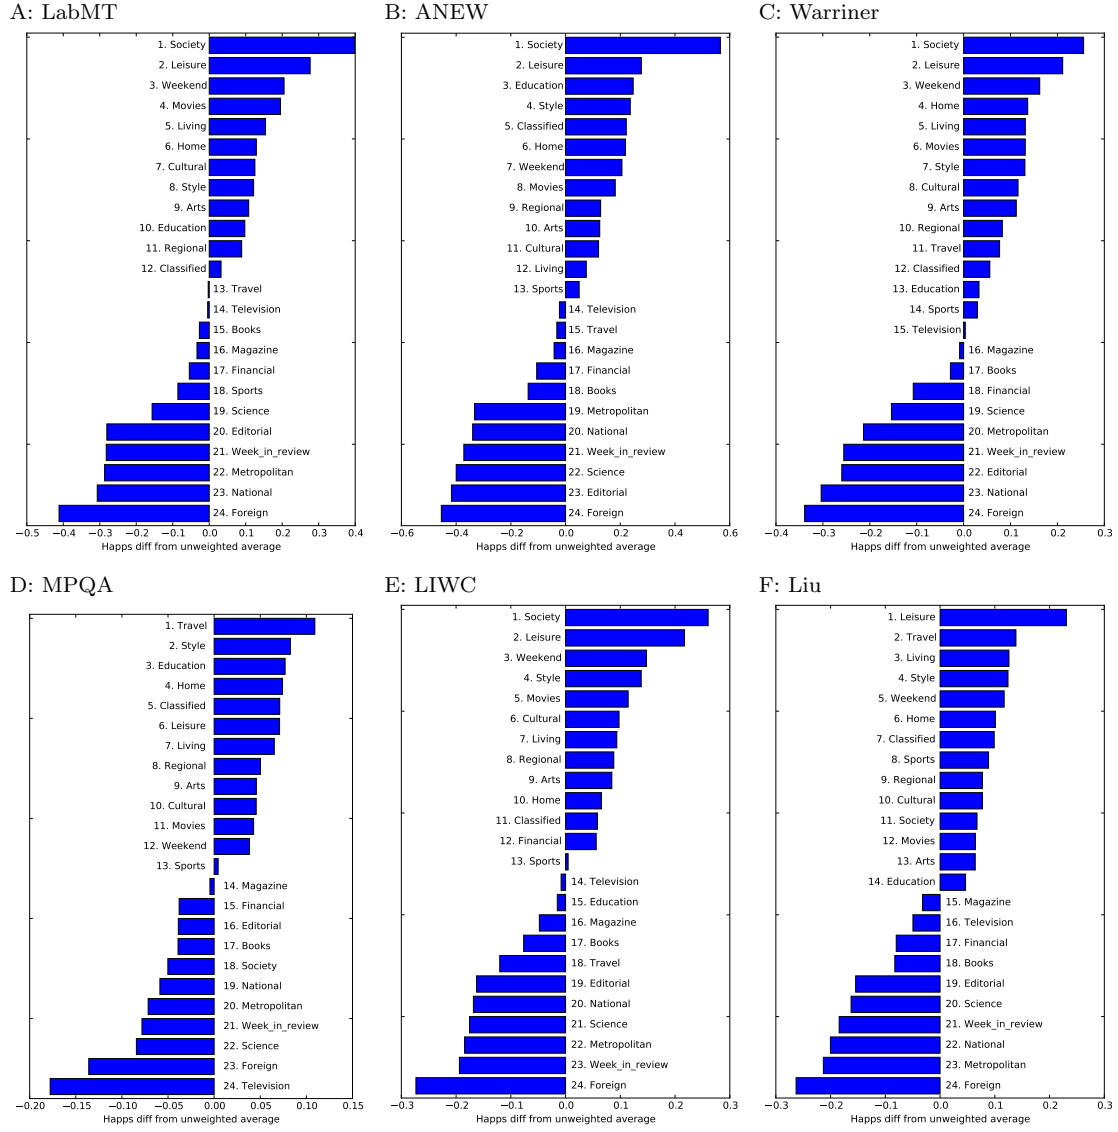 A: LabMT
1. Society
2. Leisure
3. Weekend
4. Movies
5. Living
6. Home
7. Cultural
8. Style
9. Arts
10. Education
11. Regional
12. Classified
13. Travel
14. Television
15. Books
16. Magazine
17. Financial
18. Sports
19. Science
20. Editorial
21. Week_in_review
22. Metropolitan
23. National
24. Foreign
−0.5 −0.4 −0.3 −0.2 −0.1 0.0 0.1 0.2 0.3 0.4
Happs diff from unweighted average
B: ANEW
1. Society
2. Leisure
3. Education
4. Style
5. Classified
6. Home
7. Weekend
8. Movies
9. Regional
10. Arts
11. Cultural
12. Living
13. Sports
14. Television
15. Travel
16. Magazine
17. Financial
18. Books
19. Metropolitan
20. National
21. Week_in_review
22. Science
23. Editorial
24. Foreign
−0.6 −0.4 −0.2 0.0 0.2 0.4 0.6
Happs diff from unweighted average
C: Warriner
1. Society
2. Leisure
3. Weekend
4. Home
5. Living
6. Movies
7. Style
8. Cultural
9. Arts
10. Regional
11. Travel
12. Classified
13. Education
14. Sports
15. Television
16. Magazine
17. Books
18. Financial
19. Science
20. Metropolitan
21. Week_in_review
22. Editorial
23. National
24. Foreign
−0.4 −0.3 −0.2 −0.1 0.0 0.1 0.2 0.3
Happs diff from unweighted average
D: MPQA
1. Travel
2. Style
3. Education
4. Home
5. Classified
6. Leisure
7. Living
8. Regional
9. Arts
10. Cultural
11. Movies
12. Weekend
13. Sports
14. Magazine
15. Financial
16. Editorial
17. Books
18. Society
19. National
20. Metropolitan
21. Week_in_review
22. Science
23. Foreign
24. Television
−0.20 −0.15 −0.10 −0.05 0.00 0.05 0.10 0.15
Happs diff from unweighted average
E: LIWC
1. Society
2. Leisure
3. Weekend
4. Style
5. Movies
6. Cultural
7. Living
8. Regional
9. Arts
10. Home
11. Classified
12. Financial
13. Sports
14. Television
15. Education
16. Magazine
17. Books
18. Travel
19. Editorial
20. National
21. Science
22. Metropolitan
23. Week_in_review
24. Foreign
−0.3 −0.2 −0.1 0.0 0.1 0.2 0.3
Happs diff from unweighted average
F: Liu
1. Leisure
2. Travel
3. Living
4. Style
5. Weekend
6. Home
7. Classified
8. Sports
9. Regional
10. Cultural
11. Society
12. Movies
13. Arts
14. Education
15. Magazine
16. Television
17. Financial
18. Books
19. Editorial
20. Science
21. Week_in_review
22. National
23. Metropolitan
24. Foreign
−0.3 −0.2 −0.1 0.0 0.1 0.2 0.3
Happs diff from unweighted average